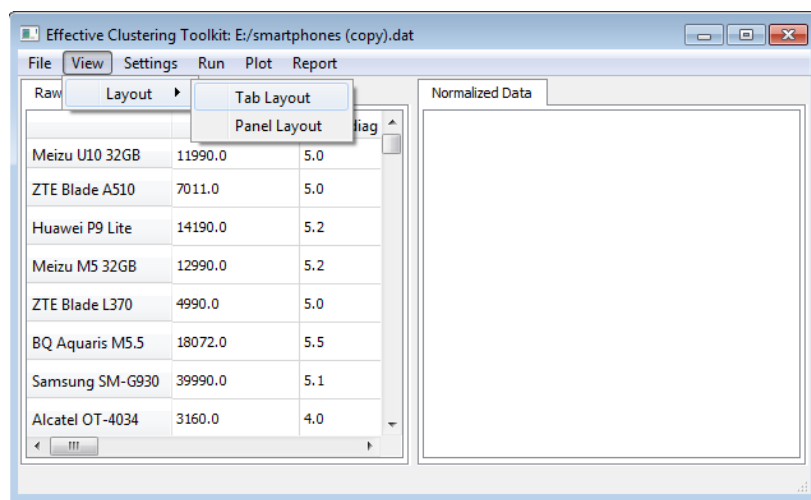 Effective Clustering Toolkit: E:/smartphones (copy).dat
File View Settings Run Plot Report
Raw
Layout
Tab Layout
Panel Layout
Normalized Data
diag
Meizu U10 32GB 11990.0 5.0
ZTE Blade A510 7011.0 5.0
Huawei P9 Lite 14190.0 5.2
Meizu M5 32GB 12990.0 5.2
ZTE Blade L370 4990.0 5.0
BQ Aquaris M5.5 18072.0 5.5
Samsung SM-G930 39990.0 5.1
Alcatel OT-4034 3160.0 4.0